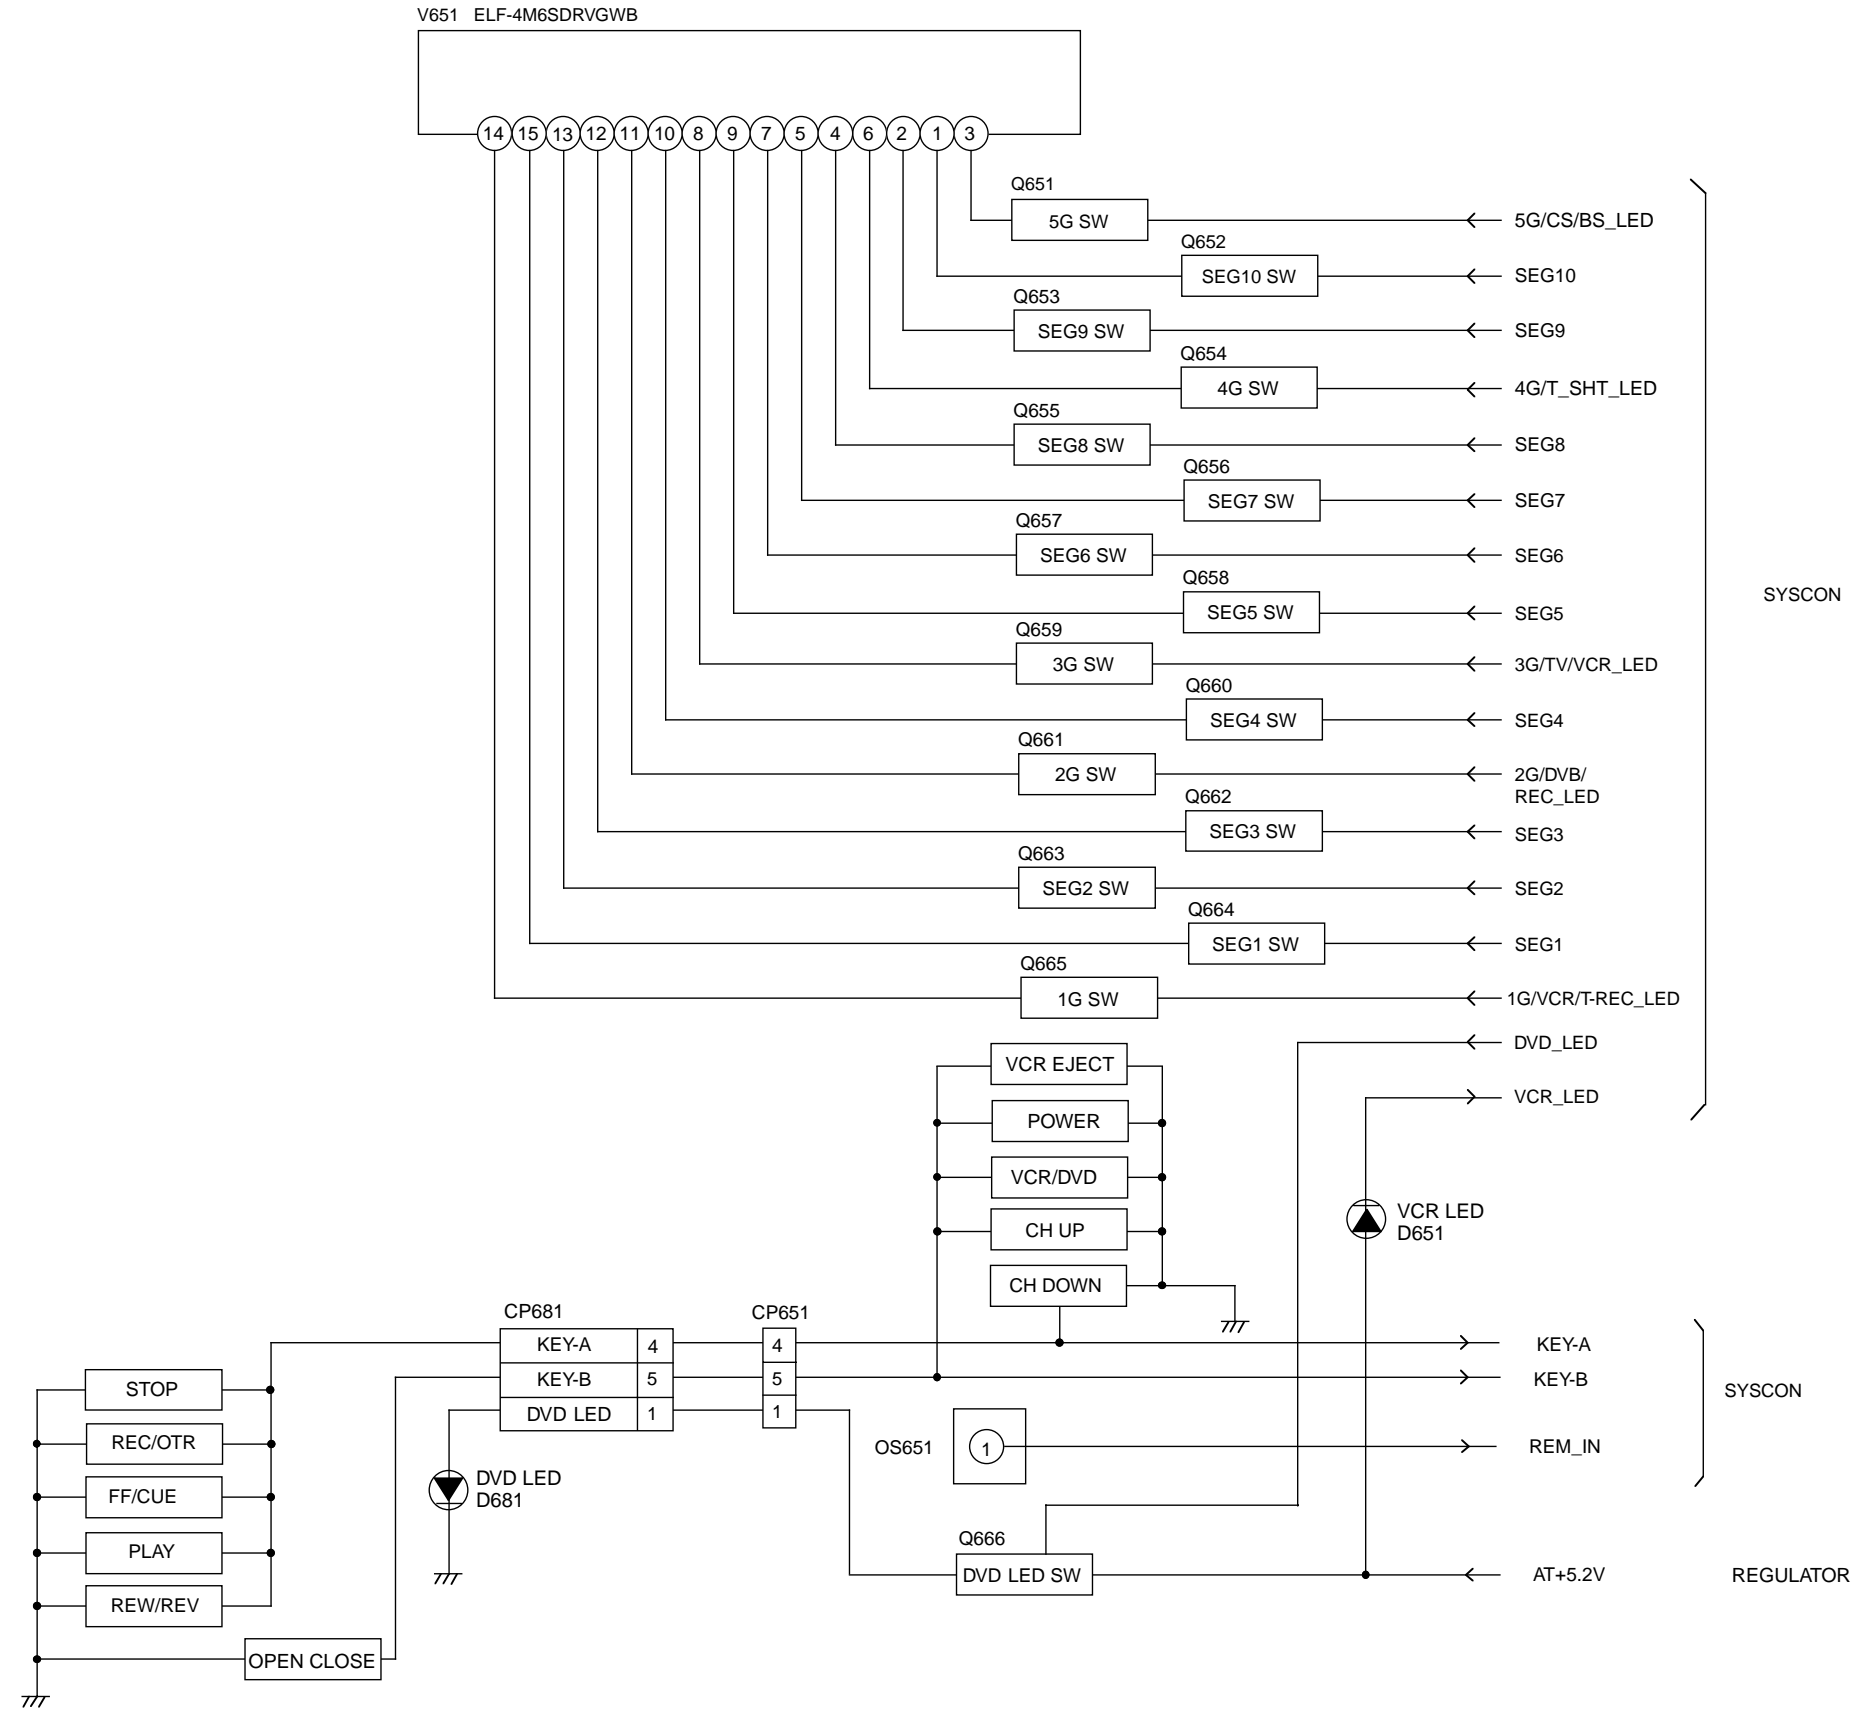 V651 ELF-4M6SDRVGWB
14 15 13 12 11 10 8 9 7 5 4 6 2 1 3
Q651
5G SW
5G/CS/BS_LED
Q652
SEG10 SW
SEG10
Q653
SEG9 SW
SEG9
Q654
4G SW
4G/T_SHT_LED
Q655
SEG8 SW
SEG8
Q656
SEG7 SW
SEG7
Q657
SEG6 SW
SEG6
Q658
SEG5 SW
SEG5
SYSCON
Q659
3G SW
3G/TV/VCR_LED
Q660
SEG4 SW
SEG4
Q661
2G SW
2G/DVB/
REC_LED
Q662
SEG3 SW
SEG3
Q663
SEG2 SW
SEG2
Q664
SEG1 SW
SEG1
Q665
1G SW
1G/VCR/T-REC_LED
DVD_LED
VCR EJECT
VCR_LED
POWER
VCR/DVD
CH UP
VCR LED
D651
CH DOWN
CP681
CP651
KEY-A 4 4 KEY-A
KEY-B 5 5 KEY-B
DVD LED 1 1
SYSCON
STOP
REC/OTR
FF/CUE
PLAY
REW/REV
OPEN CLOSE
DVD LED
D681
OS651
1
REM_IN
Q666
DVD LED SW
AT+5.2V
REGULATOR